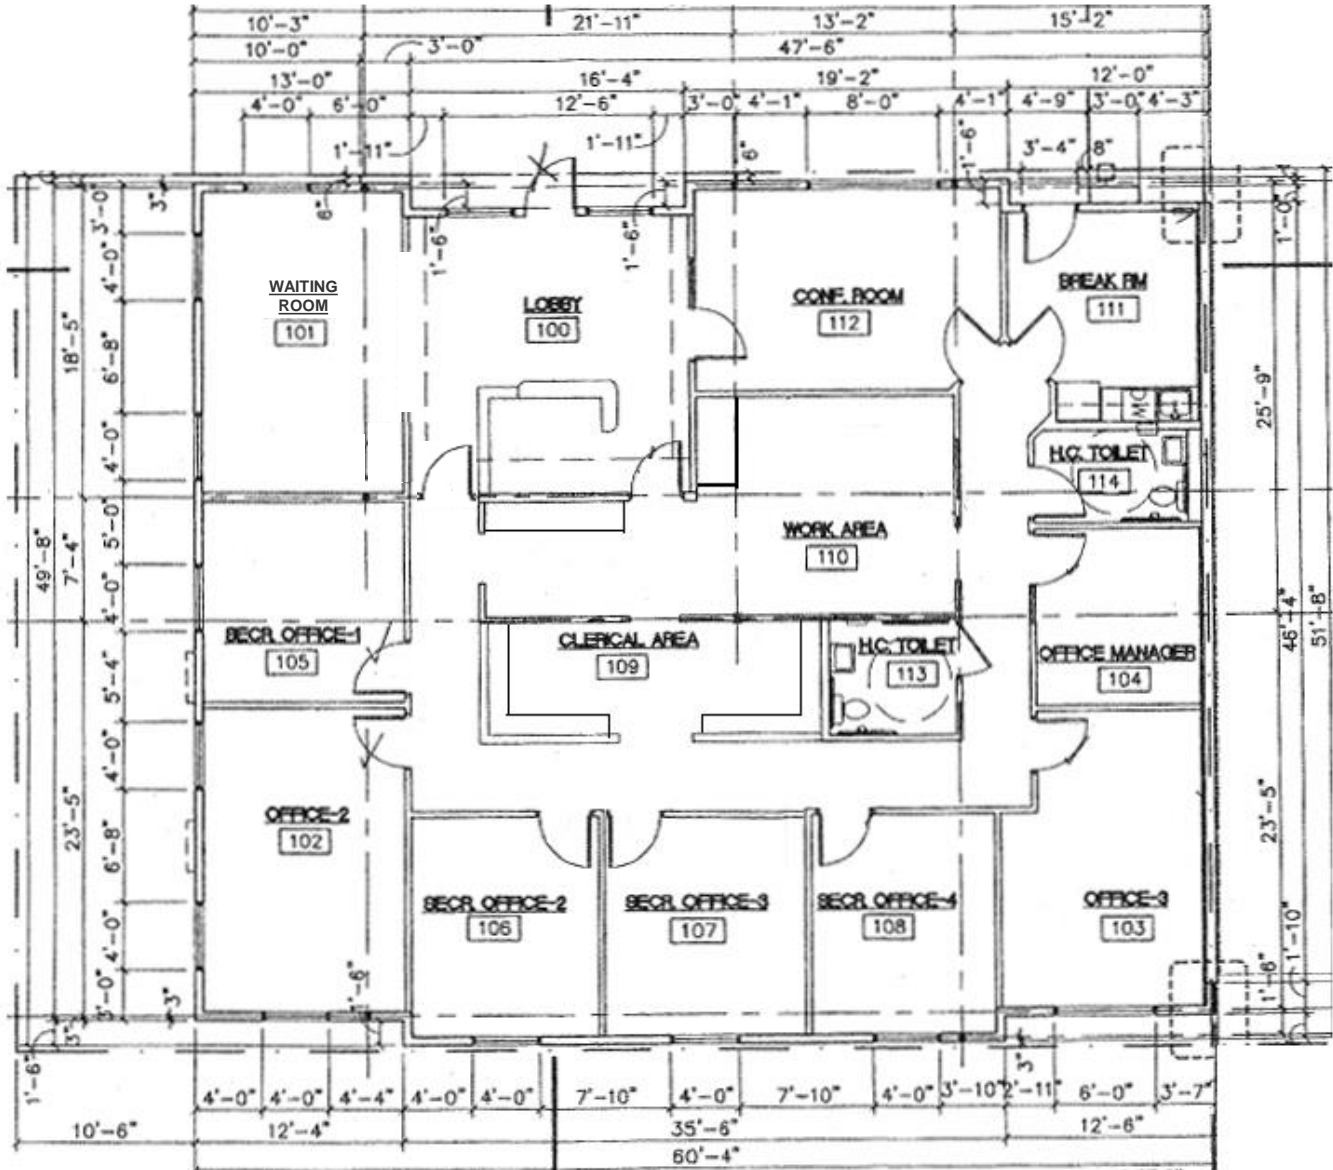 10'-3" 21'-11" 13'-2" 15'-2"
10'-0" 3'-0" 47'-6"
13'-0" 16'-4" 19'-2" 12'-0"
4'-0" 6'-0" 12'-6" 3'-0" 4'-1" 8'-0" 4'-1" 4'-9" 3'-0" 4'-3"
1'-11" 1'-11" 6" 1'-6" 3'-4" 8"
3'-0" 3" 6" 1'-6" 1'-6" 1'-0"
4'-0"
WAITING
ROOM
101
LOBBY
100
CONF. ROOM
112
BREAK RM
111
18'-5" 6'-8" 25'-9"
4'-0"
H.C. TOILET
114
49'-8" 7'-4" 5'-0"
WORK AREA
110
4'-0"
SECR. OFFICE-1
105
CLERICAL AREA
109
H.C. TOILET
113
OFFICE MANAGER
104
46'-4" 51'-8"
5'-4"
4'-0"
OFFICE-2
102
23'-5" 6'-8" 23'-5"
SECR. OFFICE-2
106
SECR. OFFICE-3
107
SECR. OFFICE-4
108
OFFICE-3
103
4'-0" 1'-10"
3'-0" 3" 1'-6"
3" 3"
1'-6"
4'-0" 4'-0" 4'-4" 4'-0" 4'-0" 7'-10" 4'-0" 7'-10" 4'-0" 3'-10" 2'-11" 6'-0" 3'-7"
10'-6" 12'-4" 35'-6" 12'-6"
60'-4"